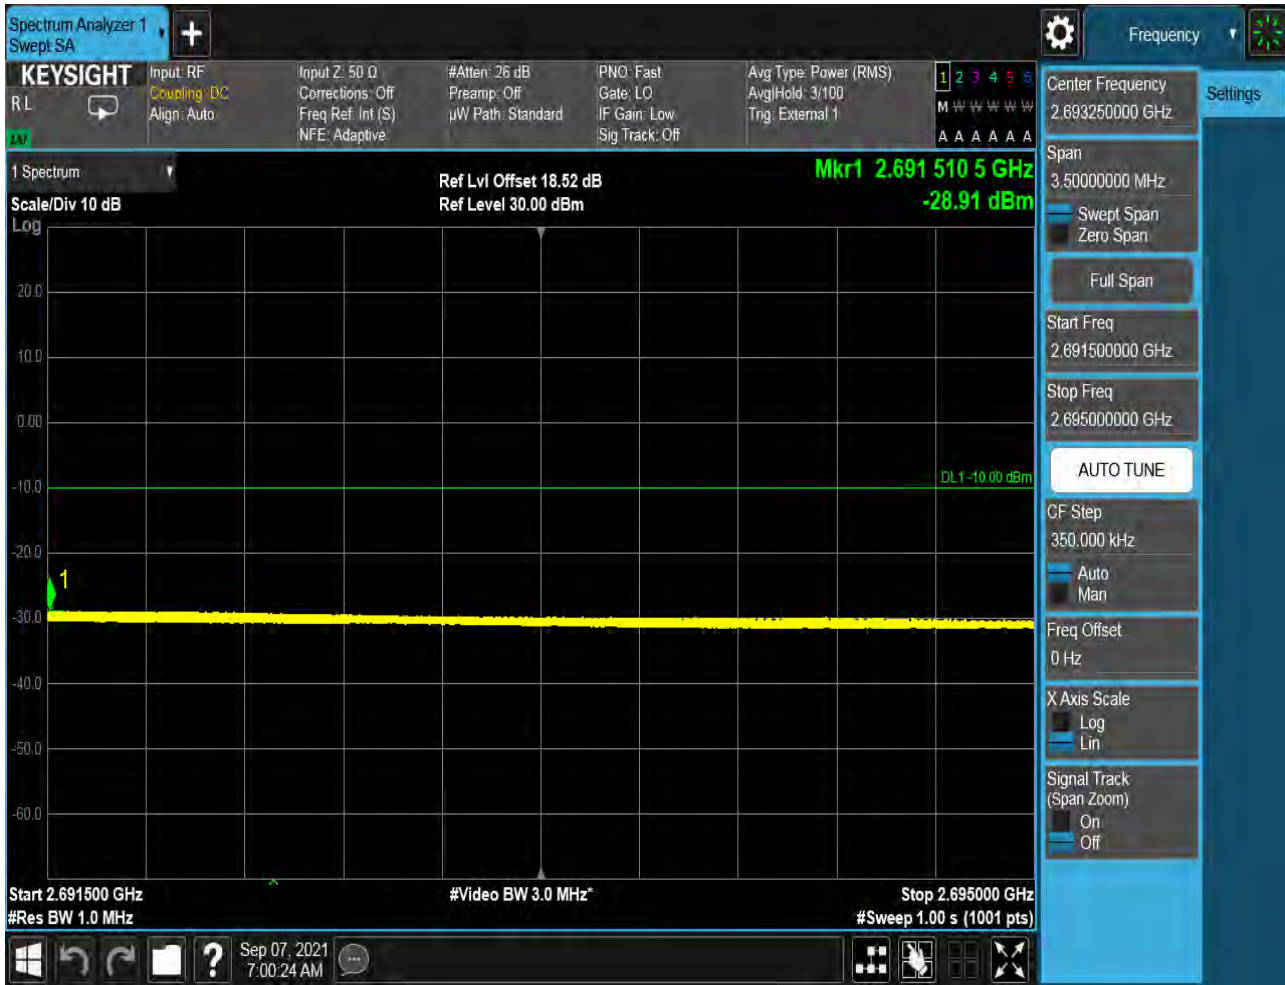 Spectrum Analyzer 1
Swept SA
Frequency
KEYSIGHT
R L
LXI
Input: RF
Coupling: DC
Align: Auto
Input Z: 50 Ω
Corrections: Off
Freq Ref: Int (S)
NFE: Adaptive
#Atten: 26 dB
Preamp: Off
µW Path: Standard
PNO: Fast
Gate: LO
IF Gain: Low
Sig Track: Off
Avg Type: Power (RMS)
Avg|Hold: 3/100
Trig: External 1
1 2 3 4 5 6
M W W W W W
A A A A A A
1 Spectrum
Scale/Div 10 dB
Log
Ref Lvl Offset 18.52 dB
Ref Level 30.00 dBm
Mkr1 2.691 510 5 GHz
-28.91 dBm
20.0
10.0
0.00
-10.0
-20.0
-30.0
-40.0
-50.0
-60.0
DL1 -10.00 dBm
1
Start 2.691500 GHz
#Res BW 1.0 MHz
#Video BW 3.0 MHz*
Stop 2.695000 GHz
#Sweep 1.00 s (1001 pts)
Sep 07, 2021
7:00:24 AM
Center Frequency
2.693250000 GHz
Settings
Span
3.50000000 MHz
Swept Span
Zero Span
Full Span
Start Freq
2.691500000 GHz
Stop Freq
2.695000000 GHz
AUTO TUNE
CF Step
350.000 kHz
Auto
Man
Freq Offset
0 Hz
X Axis Scale
Log
Lin
Signal Track
(Span Zoom)
On
Off